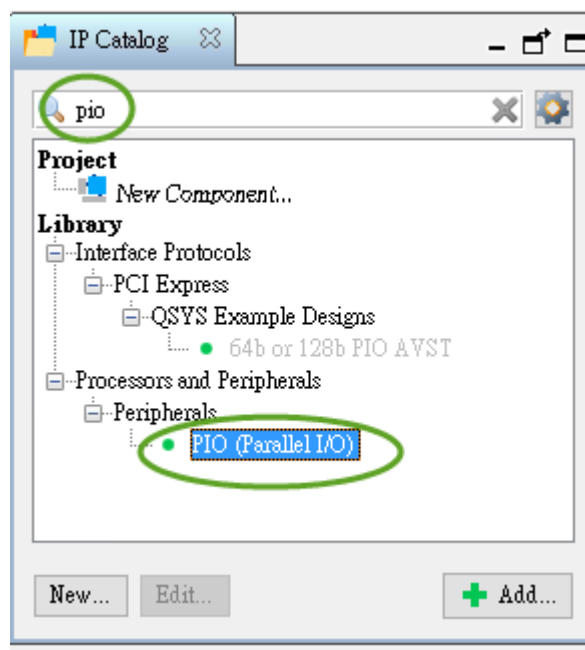 IP Catalog
pio
Project
New Component...
Library
Interface Protocols
PCI Express
QSYS Example Designs
64b or 128b PIO AVST
Processors and Peripherals
Peripherals
PIO (Parallel I/O)
New... Edit... Add...